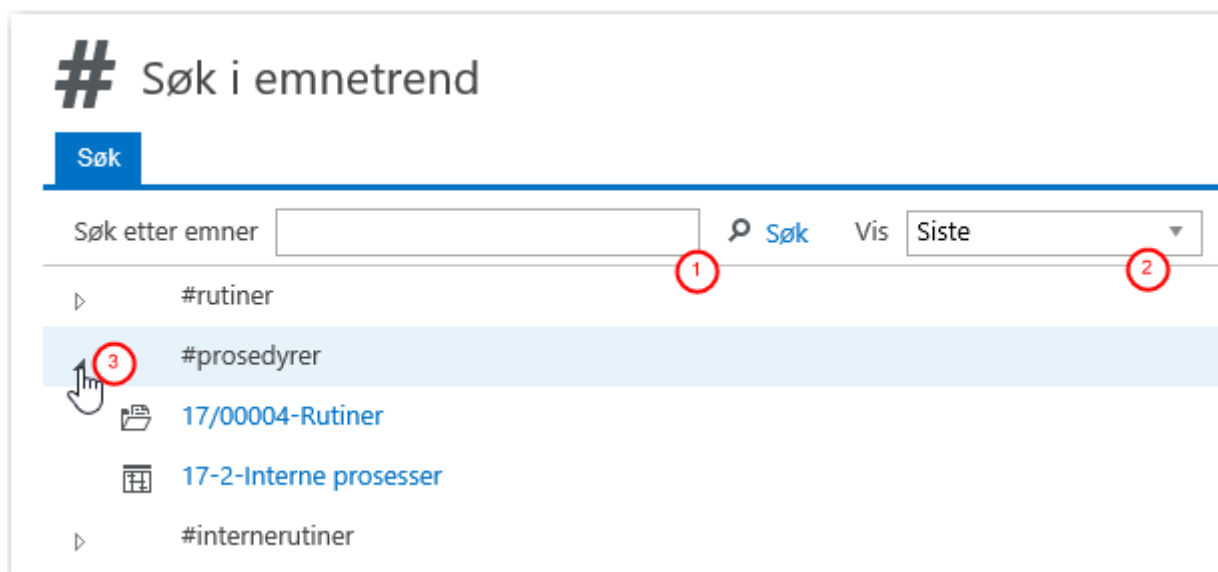 # Søk i emnetrend
Søk
Søk etter emner Søk Vis Siste
1 2
#rutiner
3 #prosedyrer
17/00004-Rutiner
17-2-Interne prosesser
#internerutiner